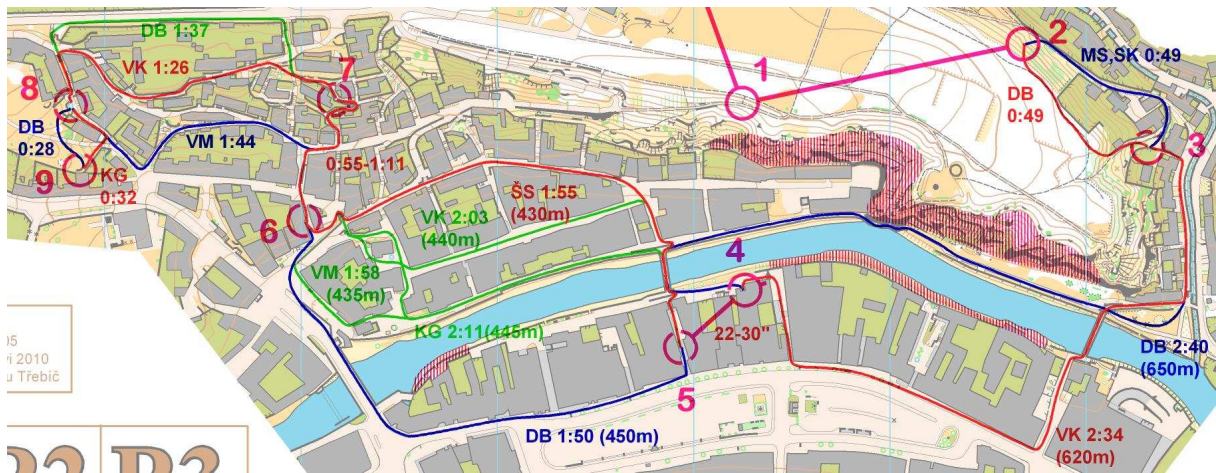 DB 1:37
VK 1:26
7
8
DB
0:28
VM 1:44
9
KG
0:32
0:55-1:11
6
1
2
MS,SK 0:49
DB
0:49
3
ŠS 1:55
(430m)
VK 2:03
(440m)
VM 1:58
(435m)
KG 2:11(445m)
4
22-30"
5
DB 1:50 (450m)
DB 2:40
(650m)
VK 2:34
(620m)
05
vi 2010
u Třebíč